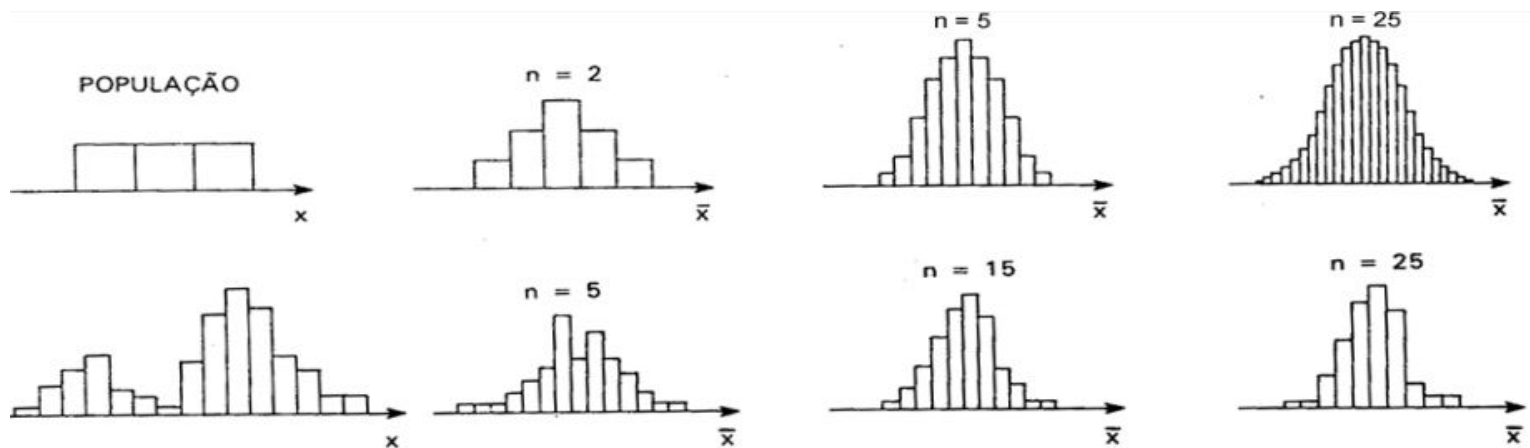 POPULAÇÃO
n = 2
n = 5
n = 25
x
x̅
x̅
x̅
n = 5
n = 15
n = 25
x
x̅
x̅
x̅